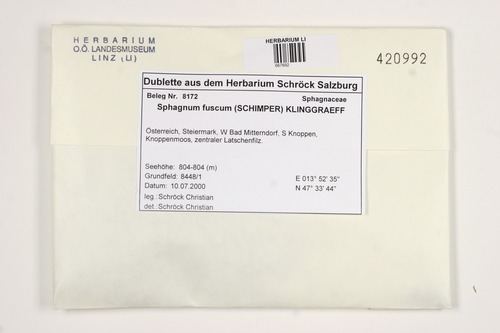 HERBARIUM
O.Ö. LANDESMUSEUM
LINZ (LI)
HERBARIUM LI
420992
Dublette aus dem Herbarium Schröck Salzburg
Beleg Nr. 8172 Sphagnaceae
Sphagnum fuscum (SCHIMPER) KLINGGRAEFF
Österreich, Steiermark, W Bad Mitterndorf. S Knoppen,
Knoppenmoos, zentraler Latschenfilz.
Seehöhe: 804-804 (m)
Grundfeld: 8448/1 E 013° 52' 35"
Datum: 10.07.2000 N 47° 33' 44"
leg.: Schröck Christian
det.: Schröck Christian